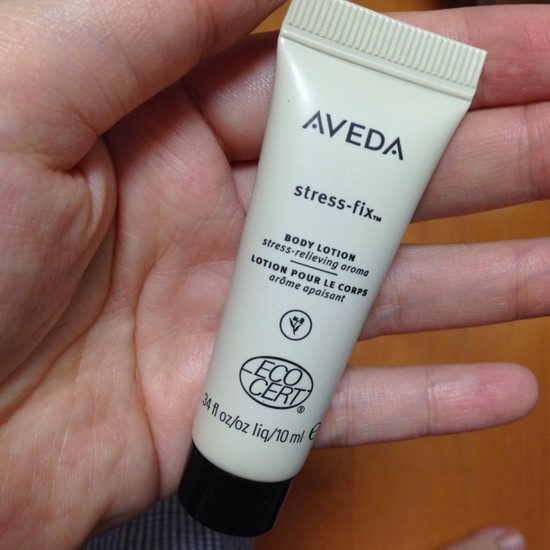 AVEDA
stress-fix™
BODY LOTION
stress-relieving aroma
LOTION POUR LE CORPS
arôme apaisant
ECO
CERT®
.34 fl oz/oz liq/10 ml e